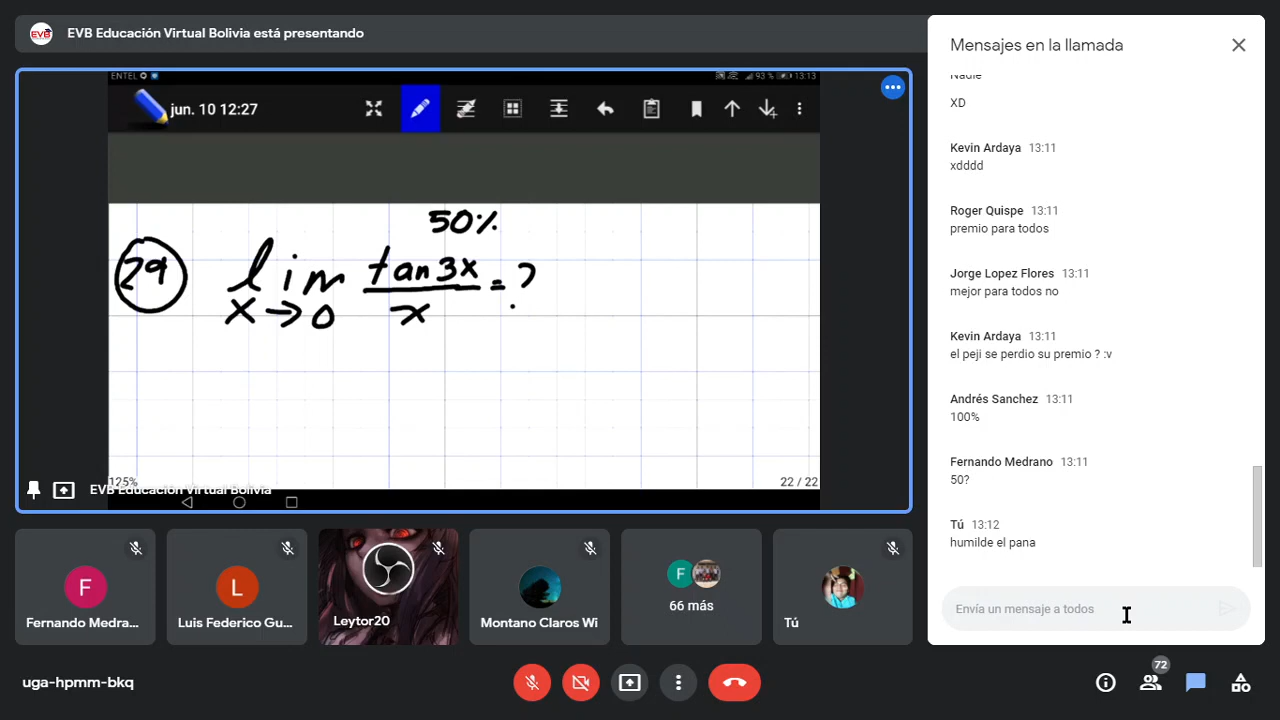 EVB Educación Virtual Bolivia está presentando
ENTEL
93 % 13:13
jun. 10 12:27
50%
29 lim x→0 tan 3x / x = ?
125%
22 / 22
EVB Educación Virtual Bolivia
F
Fernando Medra...
L
Luis Federico Gu...
Leytor20
Montano Claros Wi
F
66 más
Tú
uga-hpmm-bkq
Mensajes en la llamada
Nadie
XD
Kevin Ardaya 13:11
xdddd
Roger Quispe 13:11
premio para todos
Jorge Lopez Flores 13:11
mejor para todos no
Kevin Ardaya 13:11
el peji se perdio su premio ? :v
Andrés Sanchez 13:11
100%
Fernando Medrano 13:11
50?
Tú 13:12
humilde el pana
Envía un mensaje a todos
72